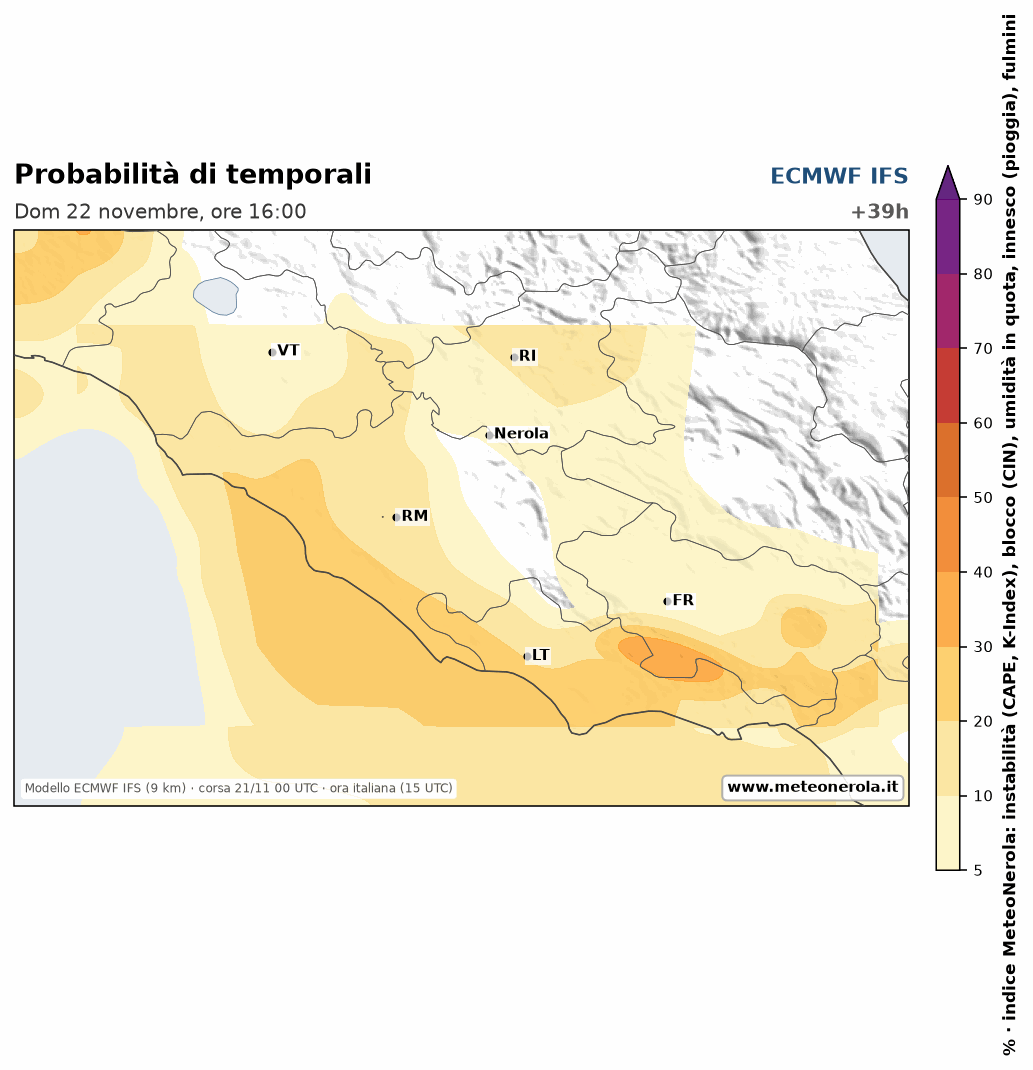 Probabilità di temporali
ECMWF IFS
Dom 22 novembre, ore 16:00
+39h
VT
RI
Nerola
RM
FR
LT
Modello ECMWF IFS (9 km) · corsa 21/11 00 UTC · ora italiana (15 UTC)
www.meteonerola.it
90
80
70
60
50
40
30
20
10
5
% · indice MeteoNerola: instabilità (CAPE, K-Index), blocco (CIN), umidità in quota, innesco (pioggia), fulmini